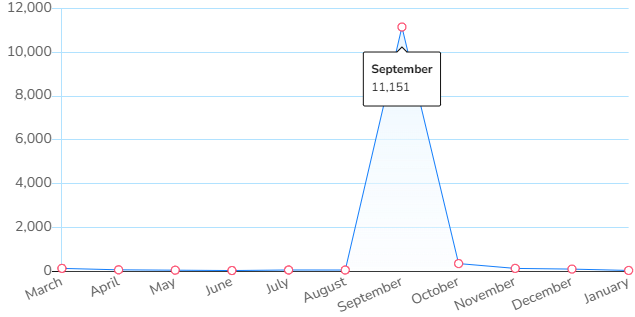 12,000
10,000
8,000
6,000
4,000
2,000
0
September
11,151
March
April
May
June
July
August
September
October
November
December
January